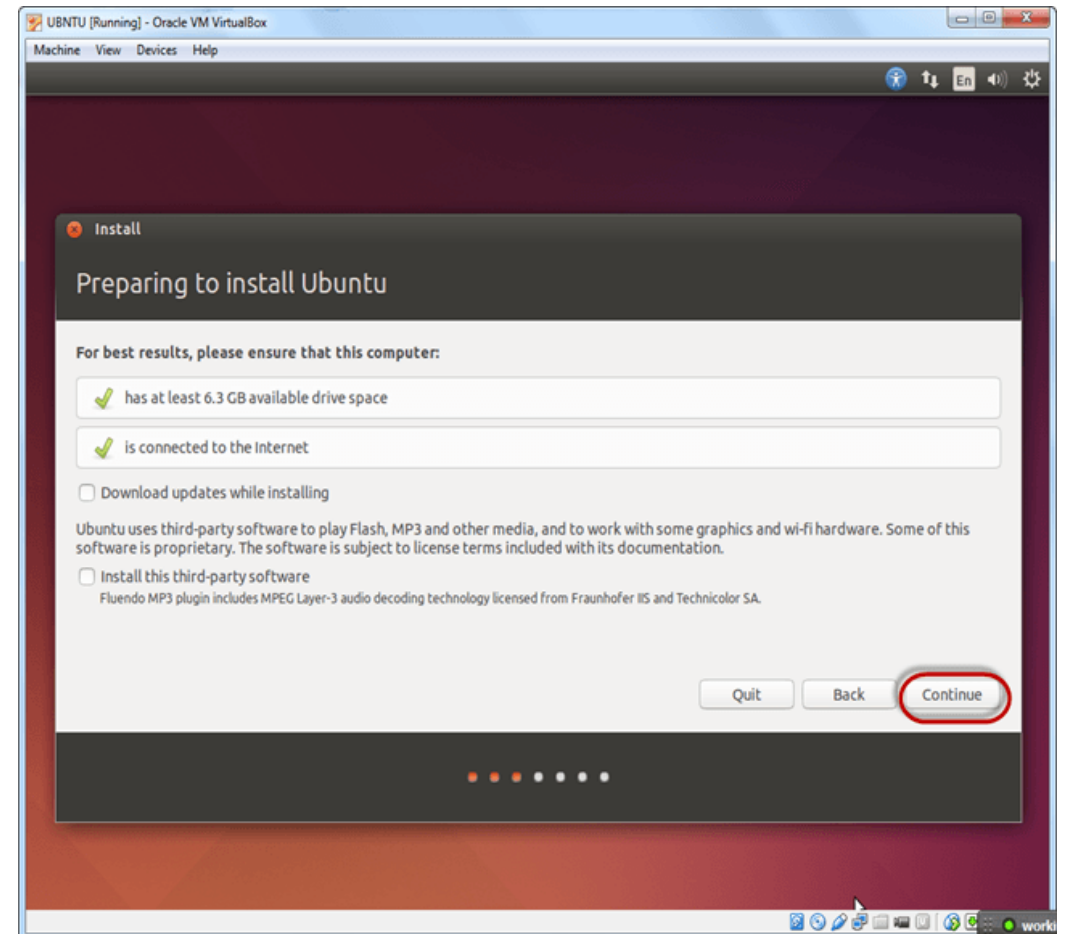 UBNTU [Running] - Oracle VM VirtualBox
Machine View Devices Help
En
Install
Preparing to install Ubuntu
For best results, please ensure that this computer:
has at least 6.3 GB available drive space
is connected to the Internet
Download updates while installing
Ubuntu uses third-party software to play Flash, MP3 and other media, and to work with some graphics and wi-fi hardware. Some of this
software is proprietary. The software is subject to license terms included with its documentation.
Install this third-party software
Fluendo MP3 plugin includes MPEG Layer-3 audio decoding technology licensed from Fraunhofer IIS and Technicolor SA.
Quit Back Continue
worki